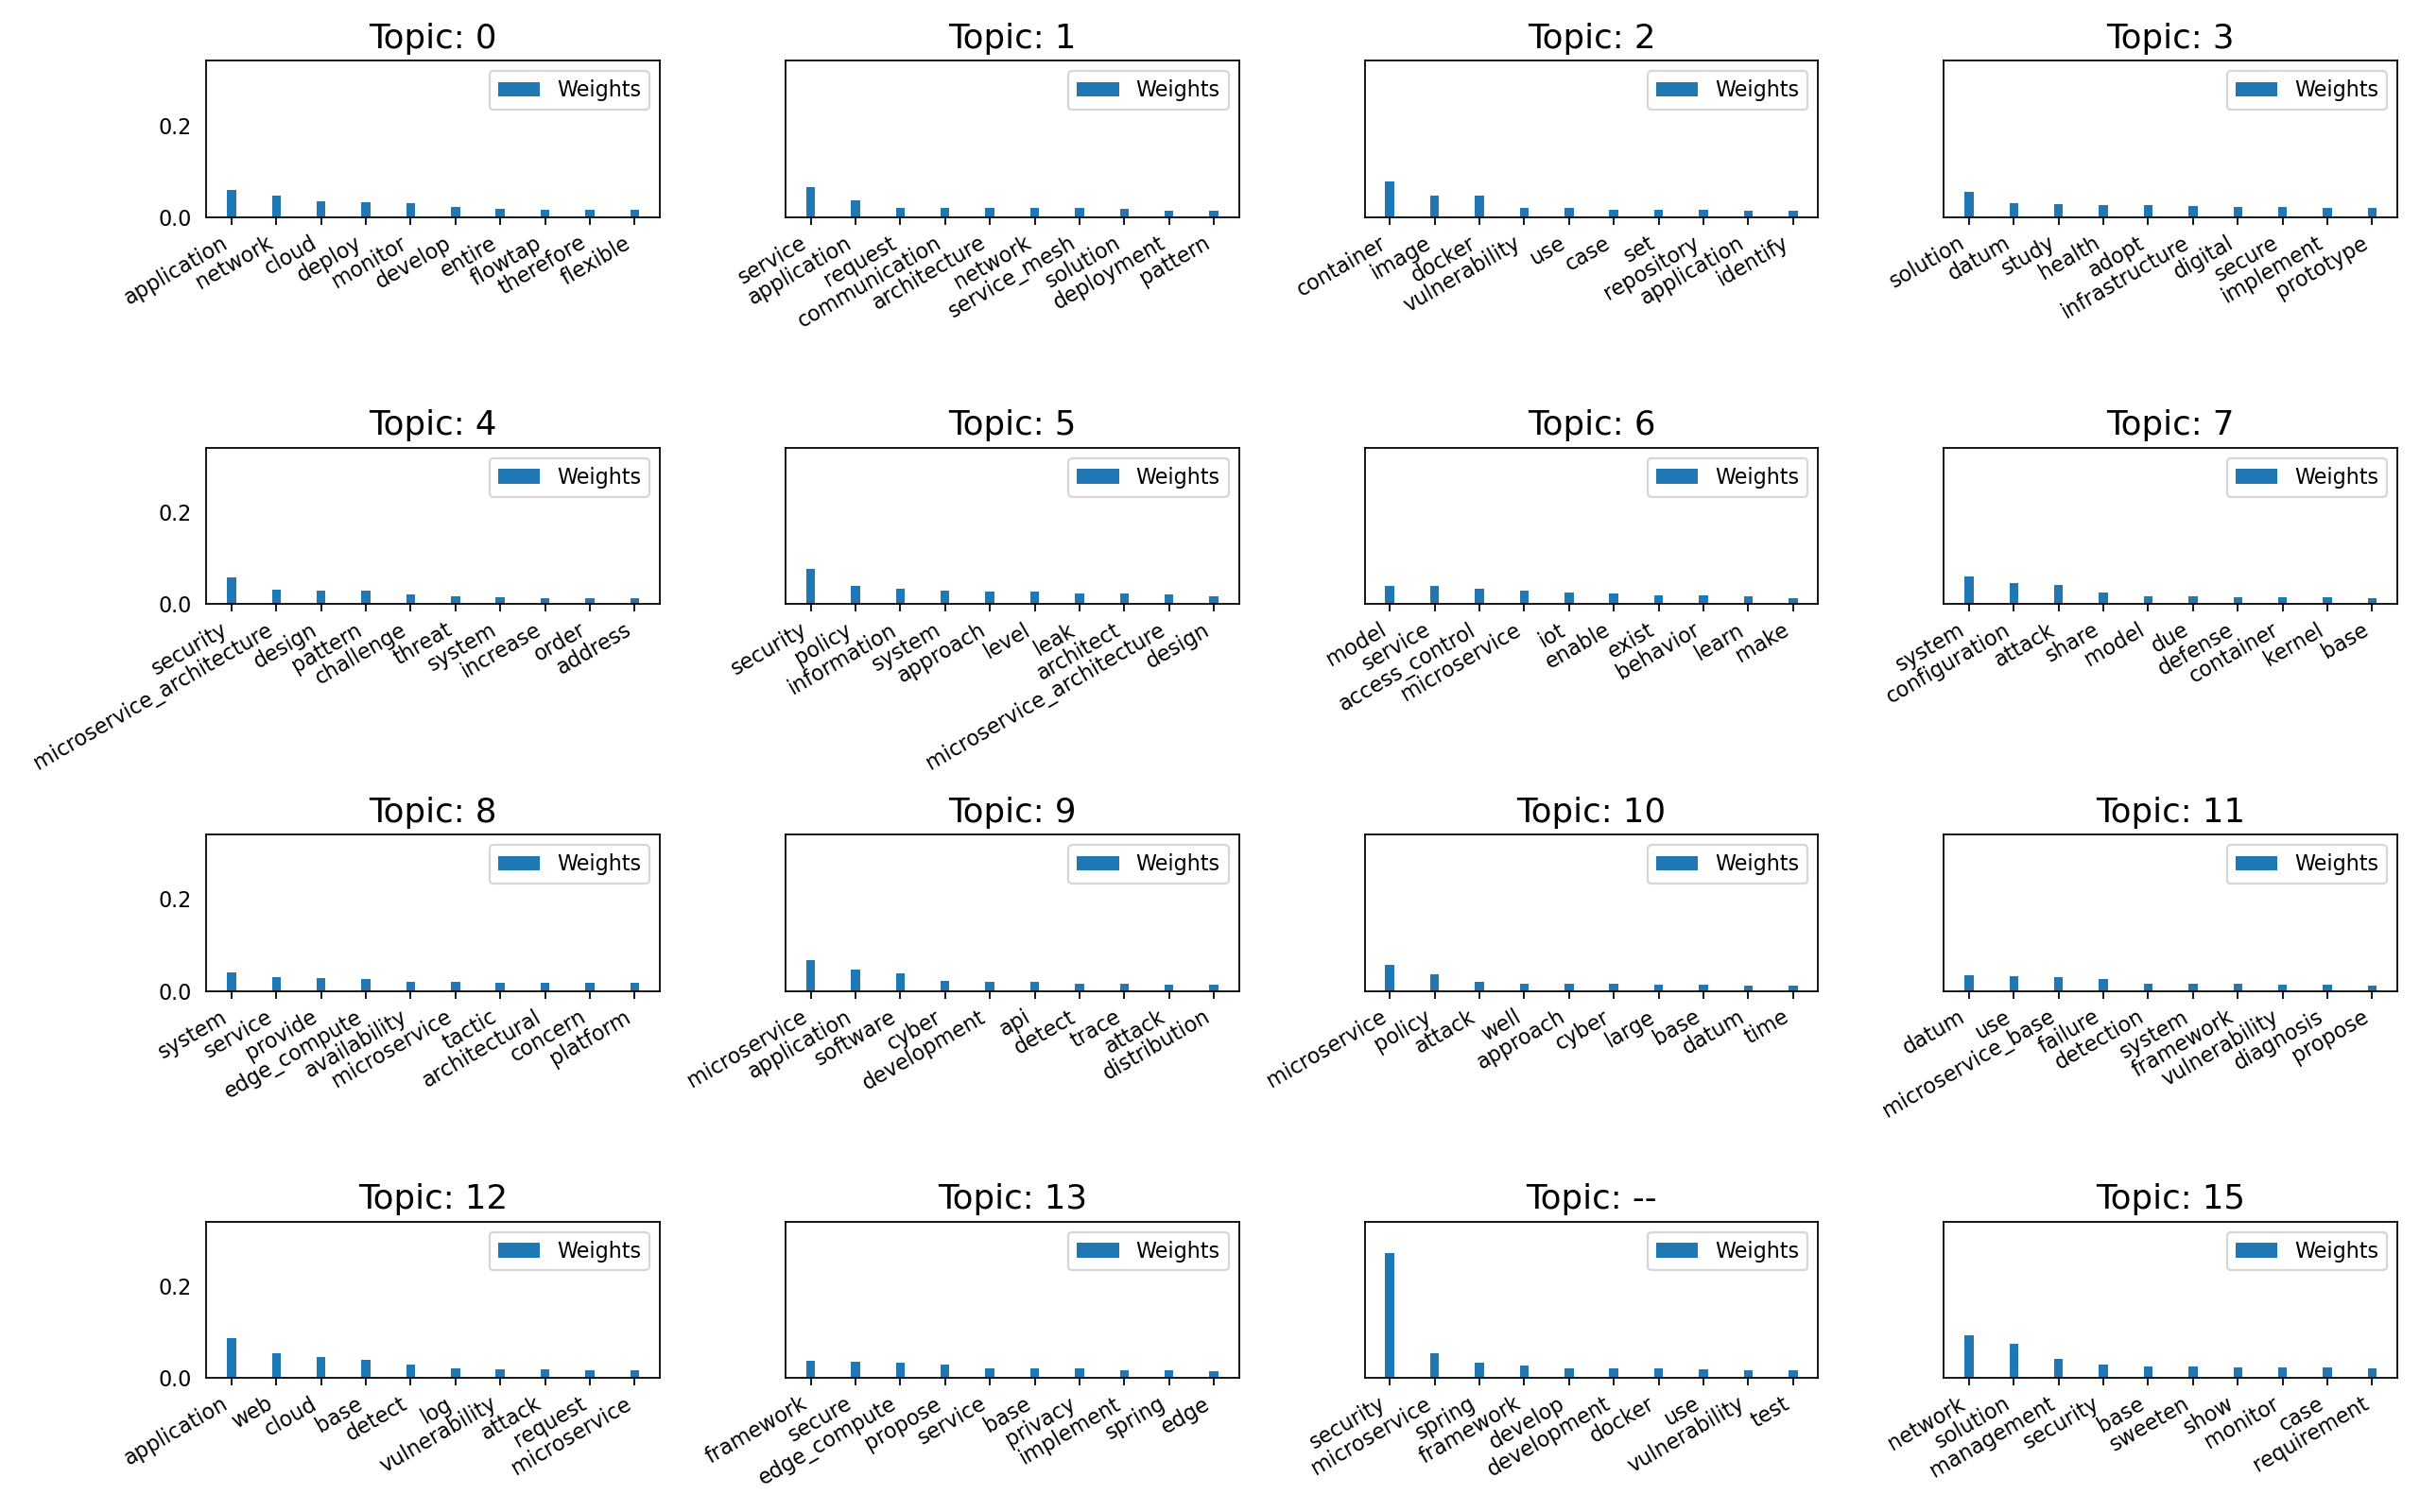 Topic: 0
Weights
0.2
0.0
application
network
cloud
deploy
monitor
develop
entire
flowtap
therefore
flexible
Topic: 1
Weights
service
application
request
communication
architecture
network
service_mesh
solution
deployment
pattern
Topic: 2
Weights
container
image
docker
vulnerability
use
case
set
repository
application
identify
Topic: 3
Weights
solution
datum
study
health
adopt
infrastructure
digital
secure
implement
prototype
Topic: 4
Weights
0.2
0.0
security
microservice_architecture
design
pattern
challenge
threat
system
increase
order
address
Topic: 5
Weights
security
policy
information
system
approach
level
leak
architect
microservice_architecture
design
Topic: 6
Weights
model
service
access_control
microservice
iot
enable
exist
behavior
learn
make
Topic: 7
Weights
system
configuration
attack
share
model
due
defense
container
kernel
base
Topic: 8
Weights
0.2
0.0
system
service
provide
edge_compute
availability
microservice
tactic
architectural
concern
platform
Topic: 9
Weights
microservice
application
software
cyber
development
api
detect
trace
attack
distribution
Topic: 10
Weights
microservice
policy
attack
well
approach
cyber
large
base
datum
time
Topic: 11
Weights
datum
use
microservice_base
failure
detection
system
framework
vulnerability
diagnosis
propose
Topic: 12
Weights
0.2
0.0
application
web
cloud
base
detect
log
vulnerability
attack
request
microservice
Topic: 13
Weights
framework
secure
edge_compute
propose
service
base
privacy
implement
spring
edge
Topic: --
Weights
security
microservice
spring
framework
develop
development
docker
use
vulnerability
test
Topic: 15
Weights
network
solution
management
security
base
sweeten
show
monitor
case
requirement